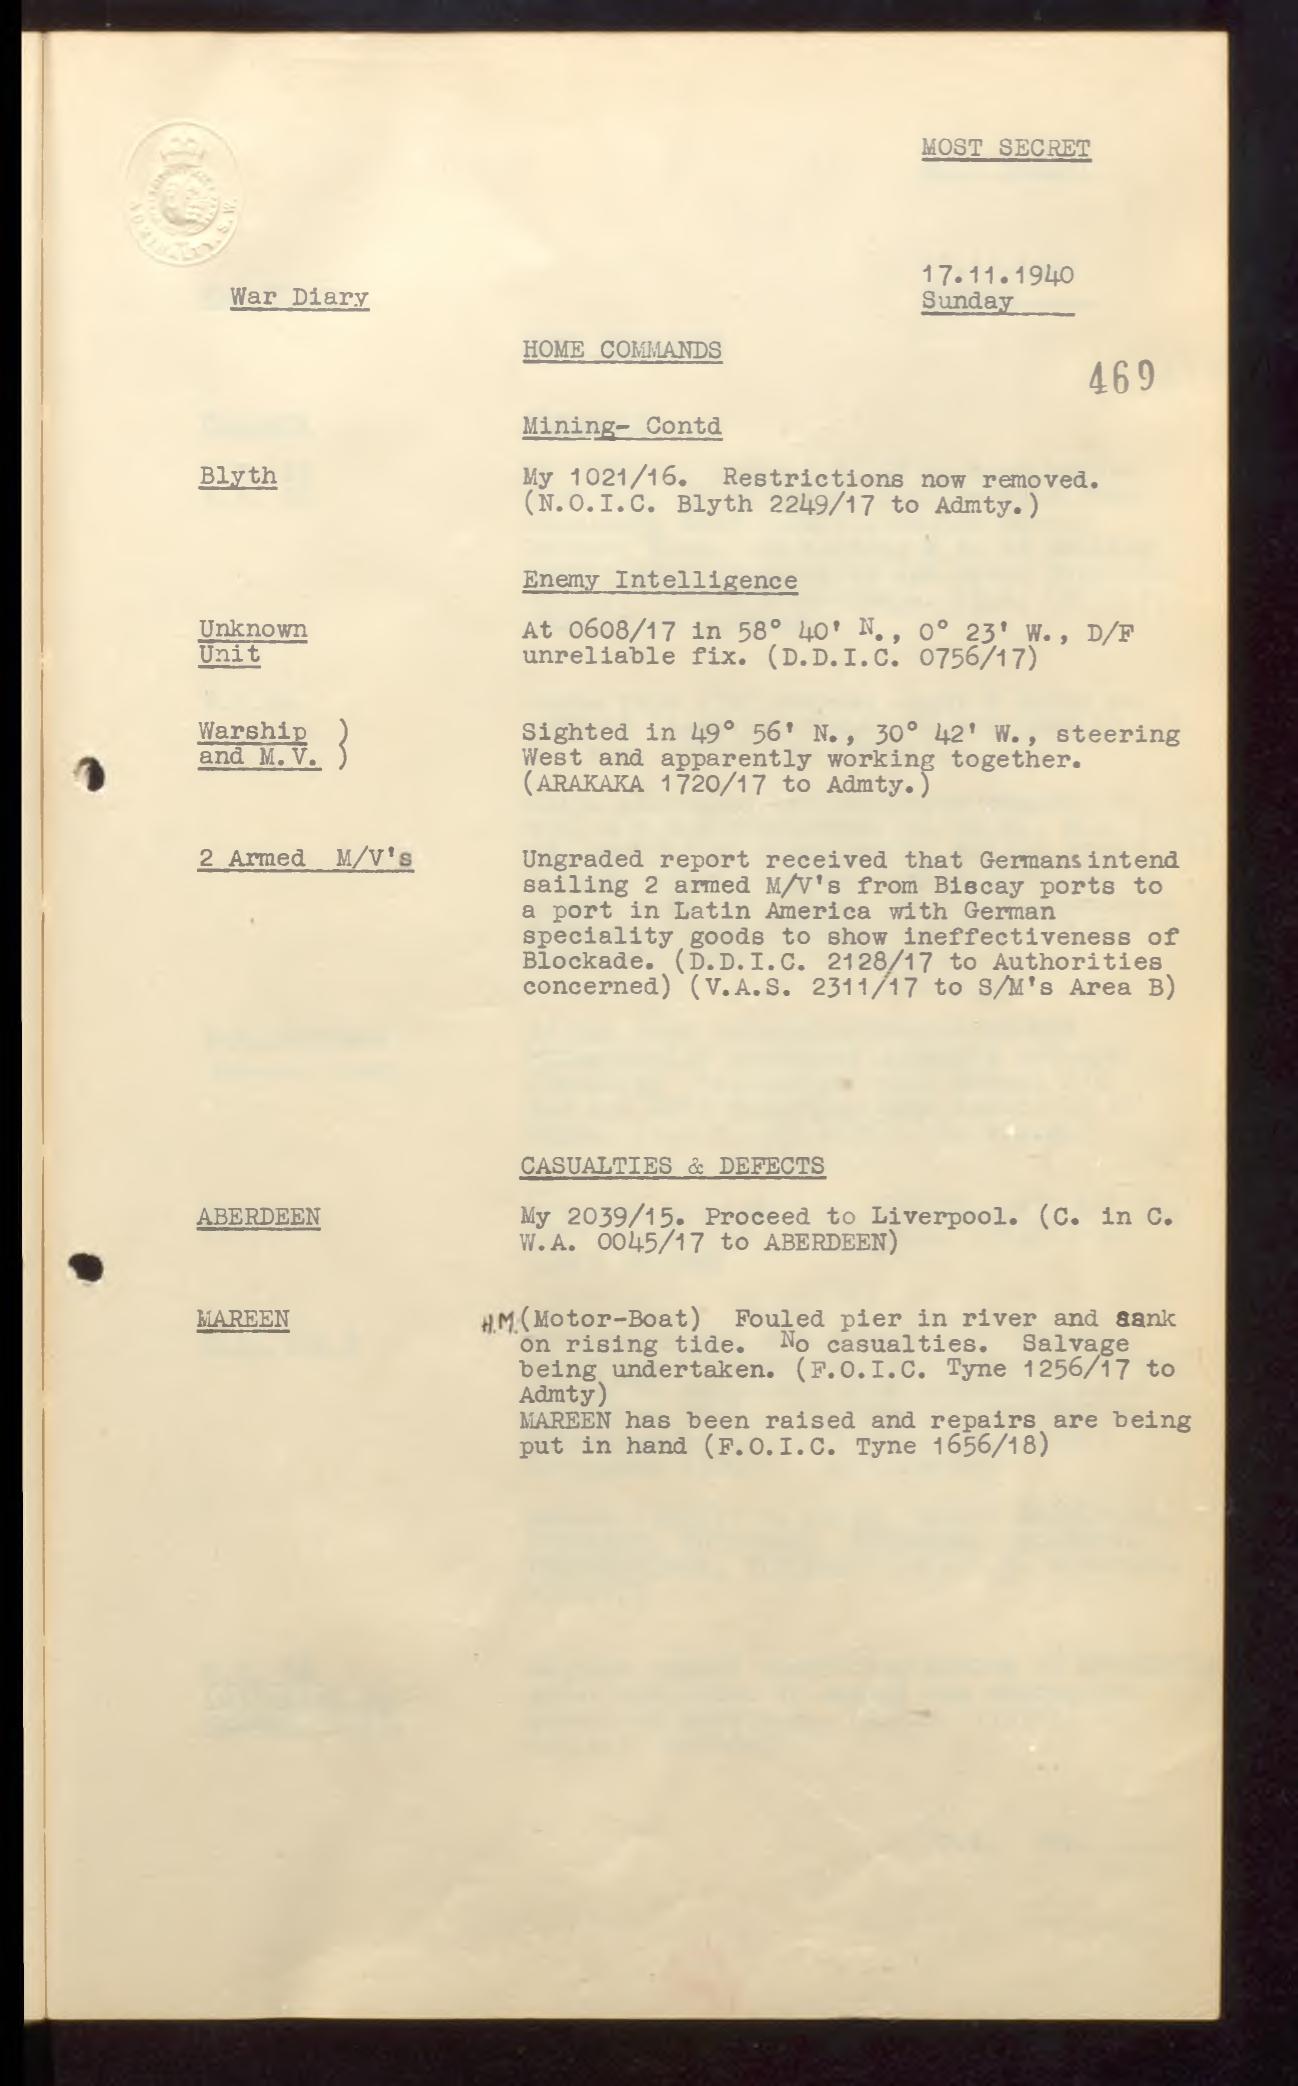 ADMIRALTY. S.W.
MOST SECRET
17.11.1940
War Diary
Sunday
HOME COMMANDS
469
Mining- Contd
Blyth
My 1021/16. Restrictions now removed.
(N.O.I.C. Blyth 2249/17 to Admty.)
Enemy Intelligence
Unknown
Unit
At 0608/17 in 58° 40' N., 0° 23' W., D/F
unreliable fix. (D.D.I.C. 0756/17)
Warship )
and M.V. )
Sighted in 49° 56' N., 30° 42' W., steering
West and apparently working together.
(ARAKAKA 1720/17 to Admty.)
2 Armed M/V's
Ungraded report received that Germans intend
sailing 2 armed M/V's from Biscay ports to
a port in Latin America with German
speciality goods to show ineffectiveness of
Blockade. (D.D.I.C. 2128/17 to Authorities
concerned) (V.A.S. 2311/17 to S/M's Area B)
CASUALTIES & DEFECTS
ABERDEEN
My 2039/15. Proceed to Liverpool. (C. in C.
W.A. 0045/17 to ABERDEEN)
MAREEN
H.M. (Motor-Boat) Fouled pier in river and sank
on rising tide. No casualties. Salvage
being undertaken. (F.O.I.C. Tyne 1256/17 to
Admty)
MAREEN has been raised and repairs are being
put in hand (F.O.I.C. Tyne 1656/18)